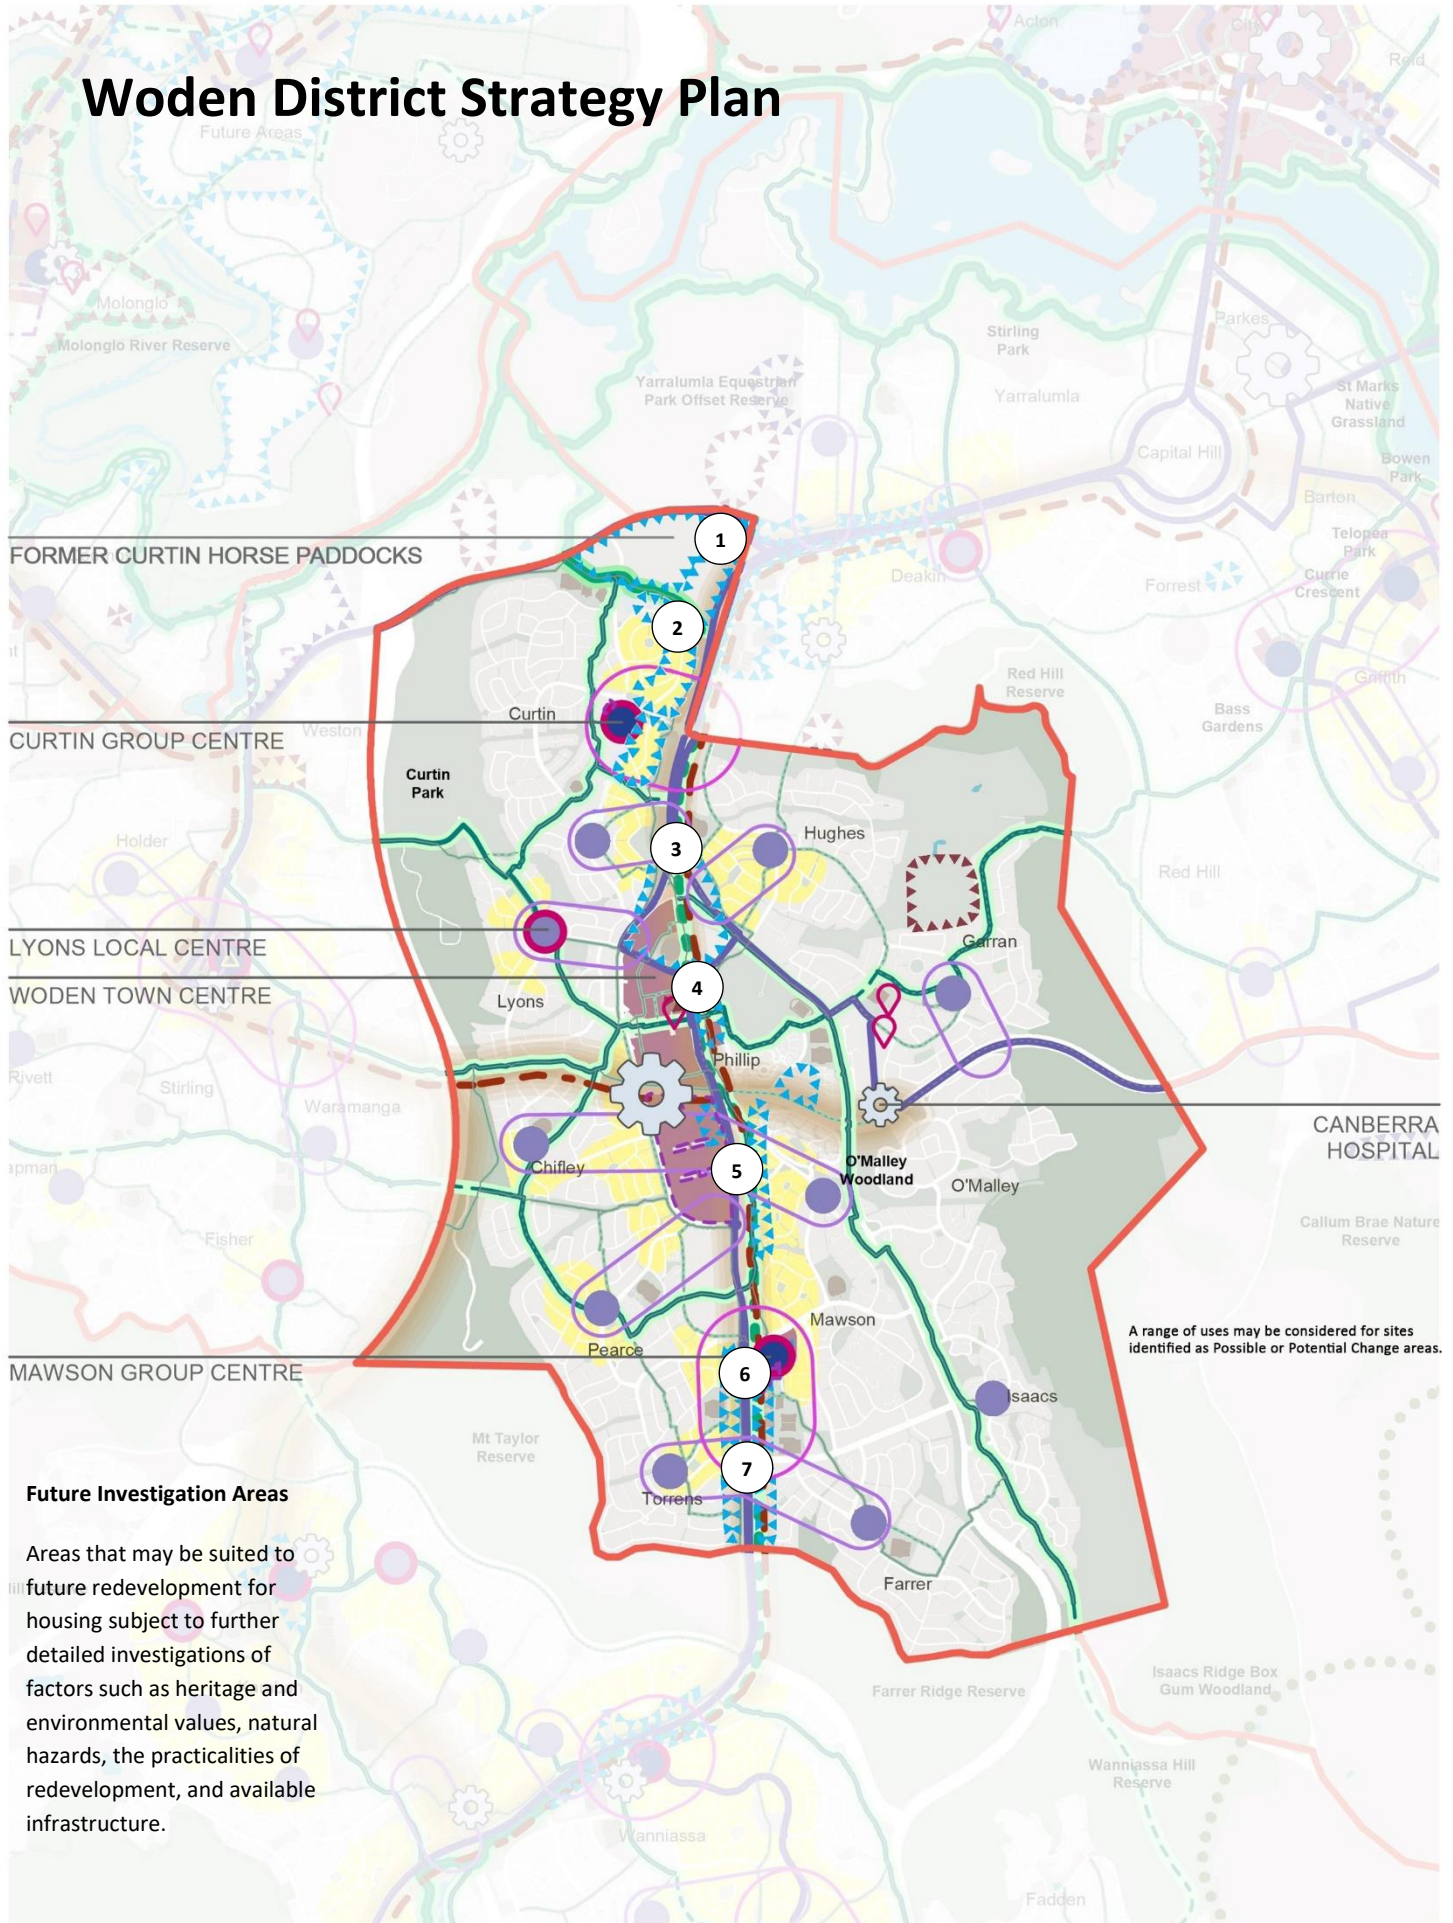 Woden District Strategy Plan
Acton
City
Reid
Future Areas
Molonglo
Molonglo River Reserve
Parkes
Stirling
Park
Yarralumla Equestrian
Park Offset Reserve
Yarralumla
St Marks
Native
Grassland
Capital Hill
Bowen
Park
Barton
1
FORMER CURTIN HORSE PADDOCKS
Telopea
Park
Deakin
Forrest
Currie
Crescent
2
Red Hill
Reserve
Griffith
Curtin
Weston
Bass
Gardens
CURTIN GROUP CENTRE
Curtin
Park
Holder
3
Hughes
Red Hill
LYONS LOCAL CENTRE
Garran
WODEN TOWN CENTRE
4
Lyons
Phillip
Rivett
Stirling
Waramanga
CANBERRA
HOSPITAL
Chifley
5
O'Malley
Woodland
O'Malley
Fisher
Callum Brae Nature
Reserve
Mawson
A range of uses may be considered for sites
identified as Possible or Potential Change areas.
Pearce
MAWSON GROUP CENTRE
6
Isaacs
Mt Taylor
Reserve
7
Torrens
Future Investigation Areas
Areas that may be suited to
future redevelopment for
housing subject to further
detailed investigations of
factors such as heritage and
environmental values, natural
hazards, the practicalities of
redevelopment, and available
infrastructure.
Farrer
Farrer Ridge Reserve
Isaacs Ridge Box
Gum Woodland
Wanniassa Hill
Reserve
Wanniassa
Fadden